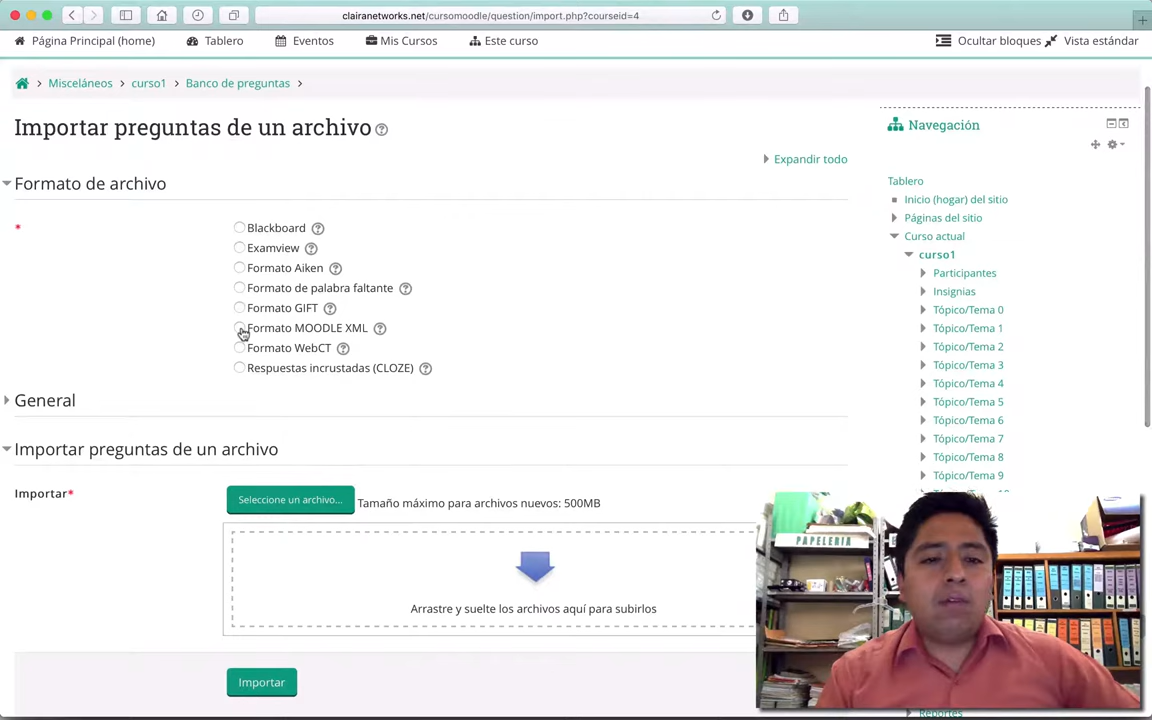 clairanetworks.net/cursomoodle/question/import.php?courseid=4
Página Principal (home) Tablero Eventos Mis Cursos Este curso Ocultar bloques Vista estándar
Misceláneos curso1 Banco de preguntas
Importar preguntas de un archivo
Expandir todo
Formato de archivo
*
Blackboard
Examview
Formato Aiken
Formato de palabra faltante
Formato GIFT
Formato MOODLE XML
Formato WebCT
Respuestas incrustadas (CLOZE)
General
Importar preguntas de un archivo
Importar*
Seleccione un archivo... Tamaño máximo para archivos nuevos: 500MB
Arrastre y suelte los archivos aquí para subirlos
Importar
Navegación
Tablero
Inicio (hogar) del sitio
Páginas del sitio
Curso actual
curso1
Participantes
Insignias
Tópico/Tema 0
Tópico/Tema 1
Tópico/Tema 2
Tópico/Tema 3
Tópico/Tema 4
Tópico/Tema 5
Tópico/Tema 6
Tópico/Tema 7
Tópico/Tema 8
Tópico/Tema 9
PAPELERIA
Reportes